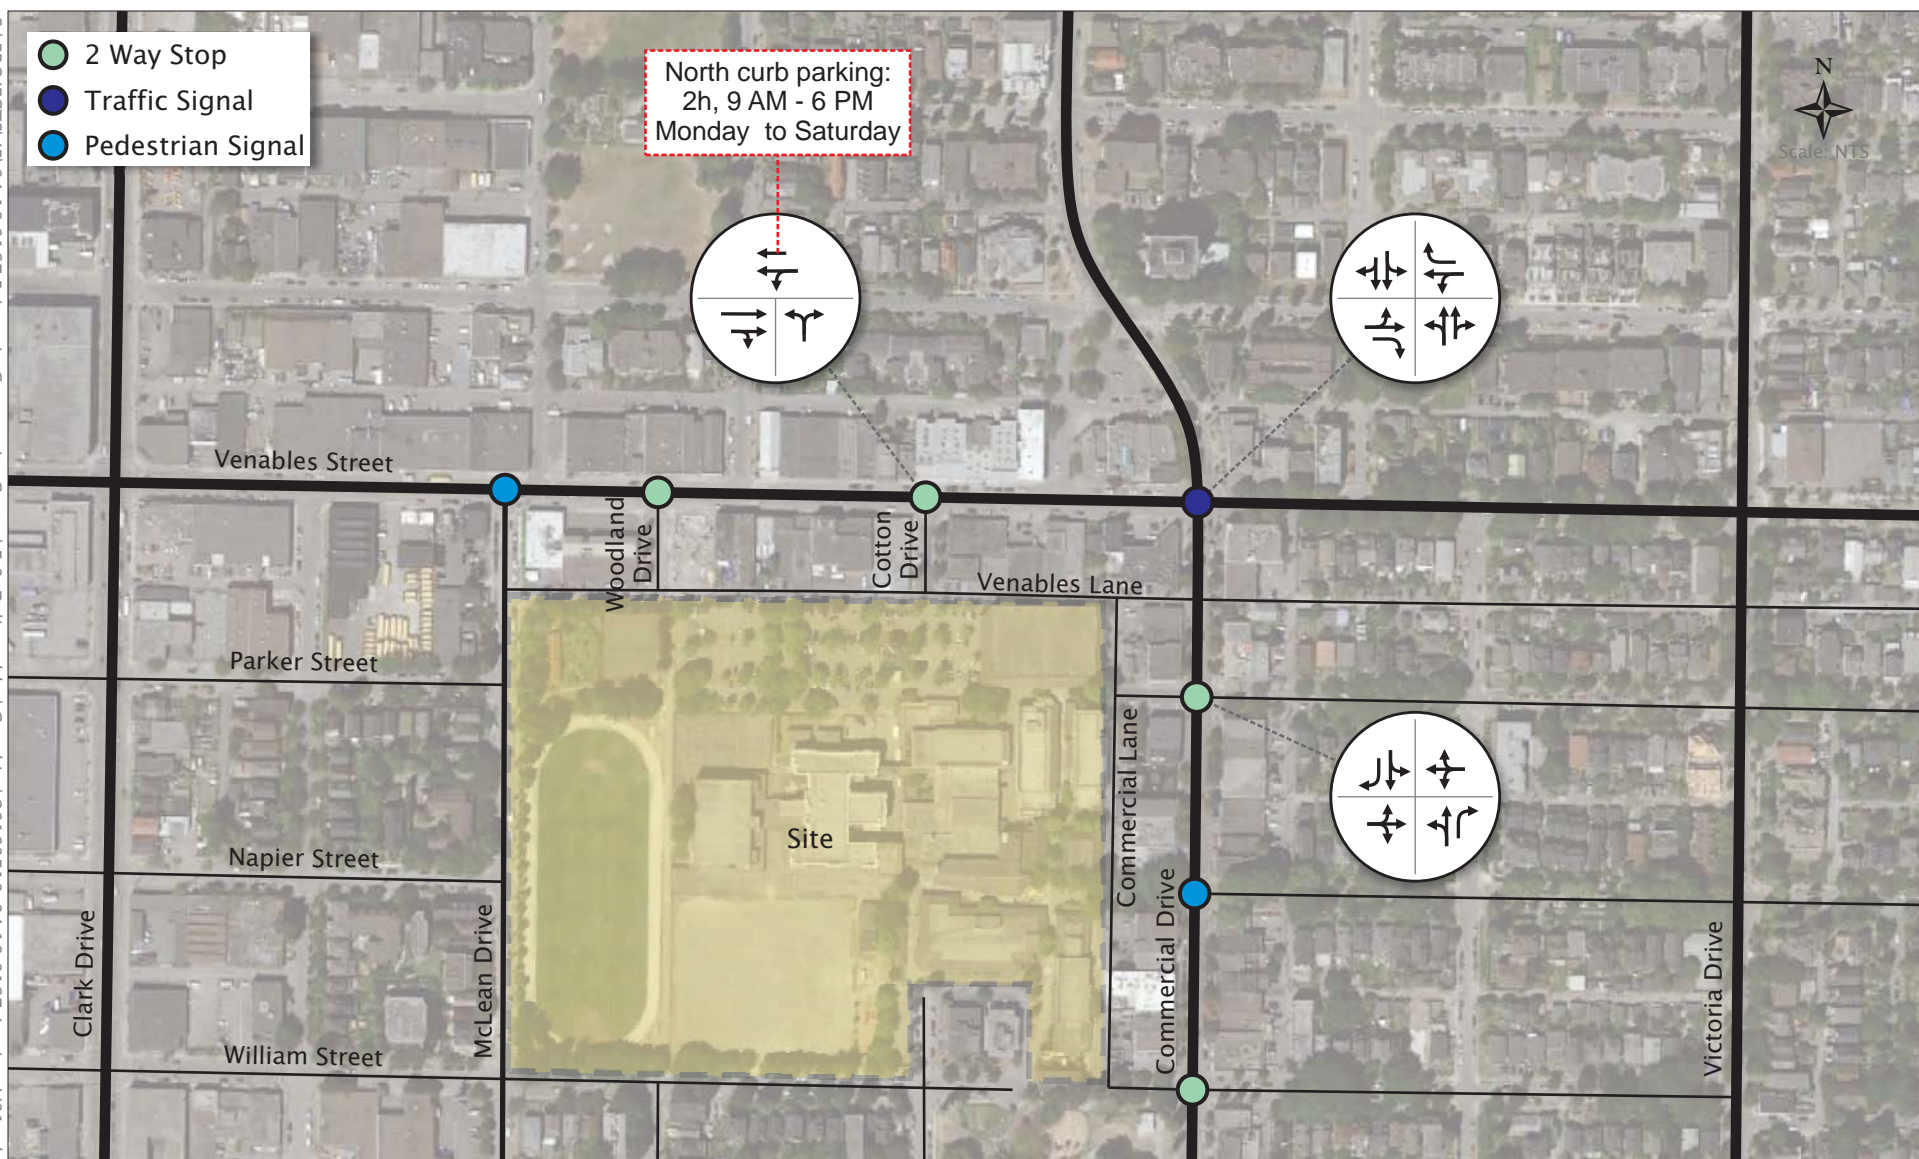 2 Way Stop
Traffic Signal
Pedestrian Signal
North curb parking:
2h, 9 AM - 6 PM
Monday to Saturday
N
Scale: NTS
Venables Street
Woodland
Drive
Cotton
Drive
Venables Lane
Parker Street
Site
Commercial Lane
Napier Street
Clark Drive
McLean Drive
Commercial Drive
Victoria Drive
William Street